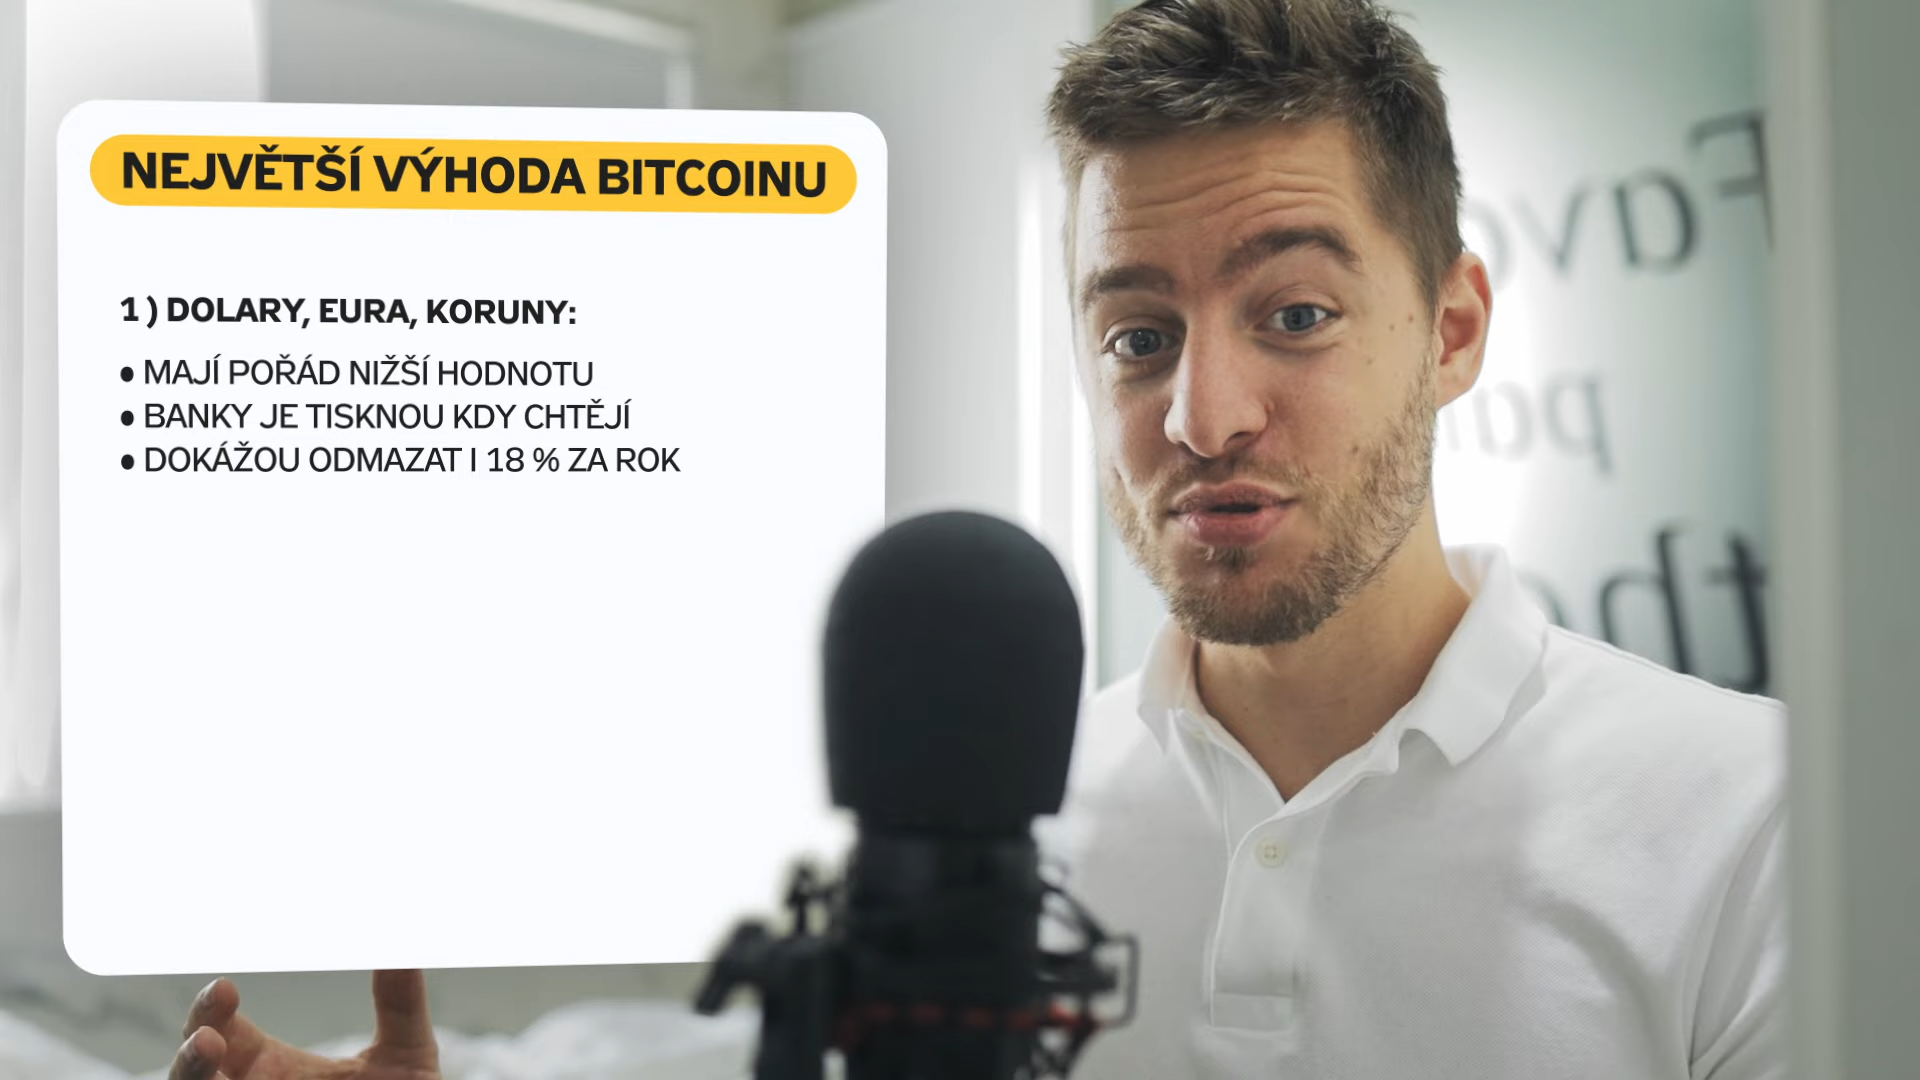 NEJVĚTŠÍ VÝHODA BITCOINU
1 ) DOLARY, EURA, KORUNY:
• MAJÍ POŘÁD NIŽŠÍ HODNOTU
• BANKY JE TISKNOU KDY CHTĚJÍ
• DOKÁŽOU ODMAZAT I 18 % ZA ROK